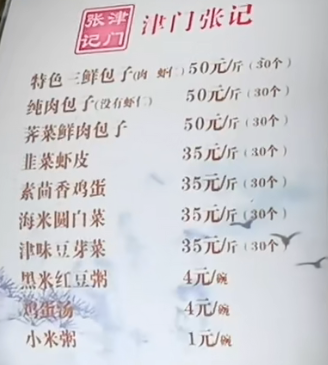 张津
记门
津门张记
特色三鲜包子(肉 虾仁) 50元/斤（30个）
纯肉包子(没有虾仁) 50元/斤（30个）
荠菜鲜肉包子 50元/斤（30个）
韭菜虾皮 35元/斤（30个）
素茴香鸡蛋 35元/斤（30个）
海米圆白菜 35元/斤（30个）
津味豆芽菜 35元/斤（30个）
黑米红豆粥 4元/碗
鸡蛋汤 4元/碗
小米粥 1元/碗